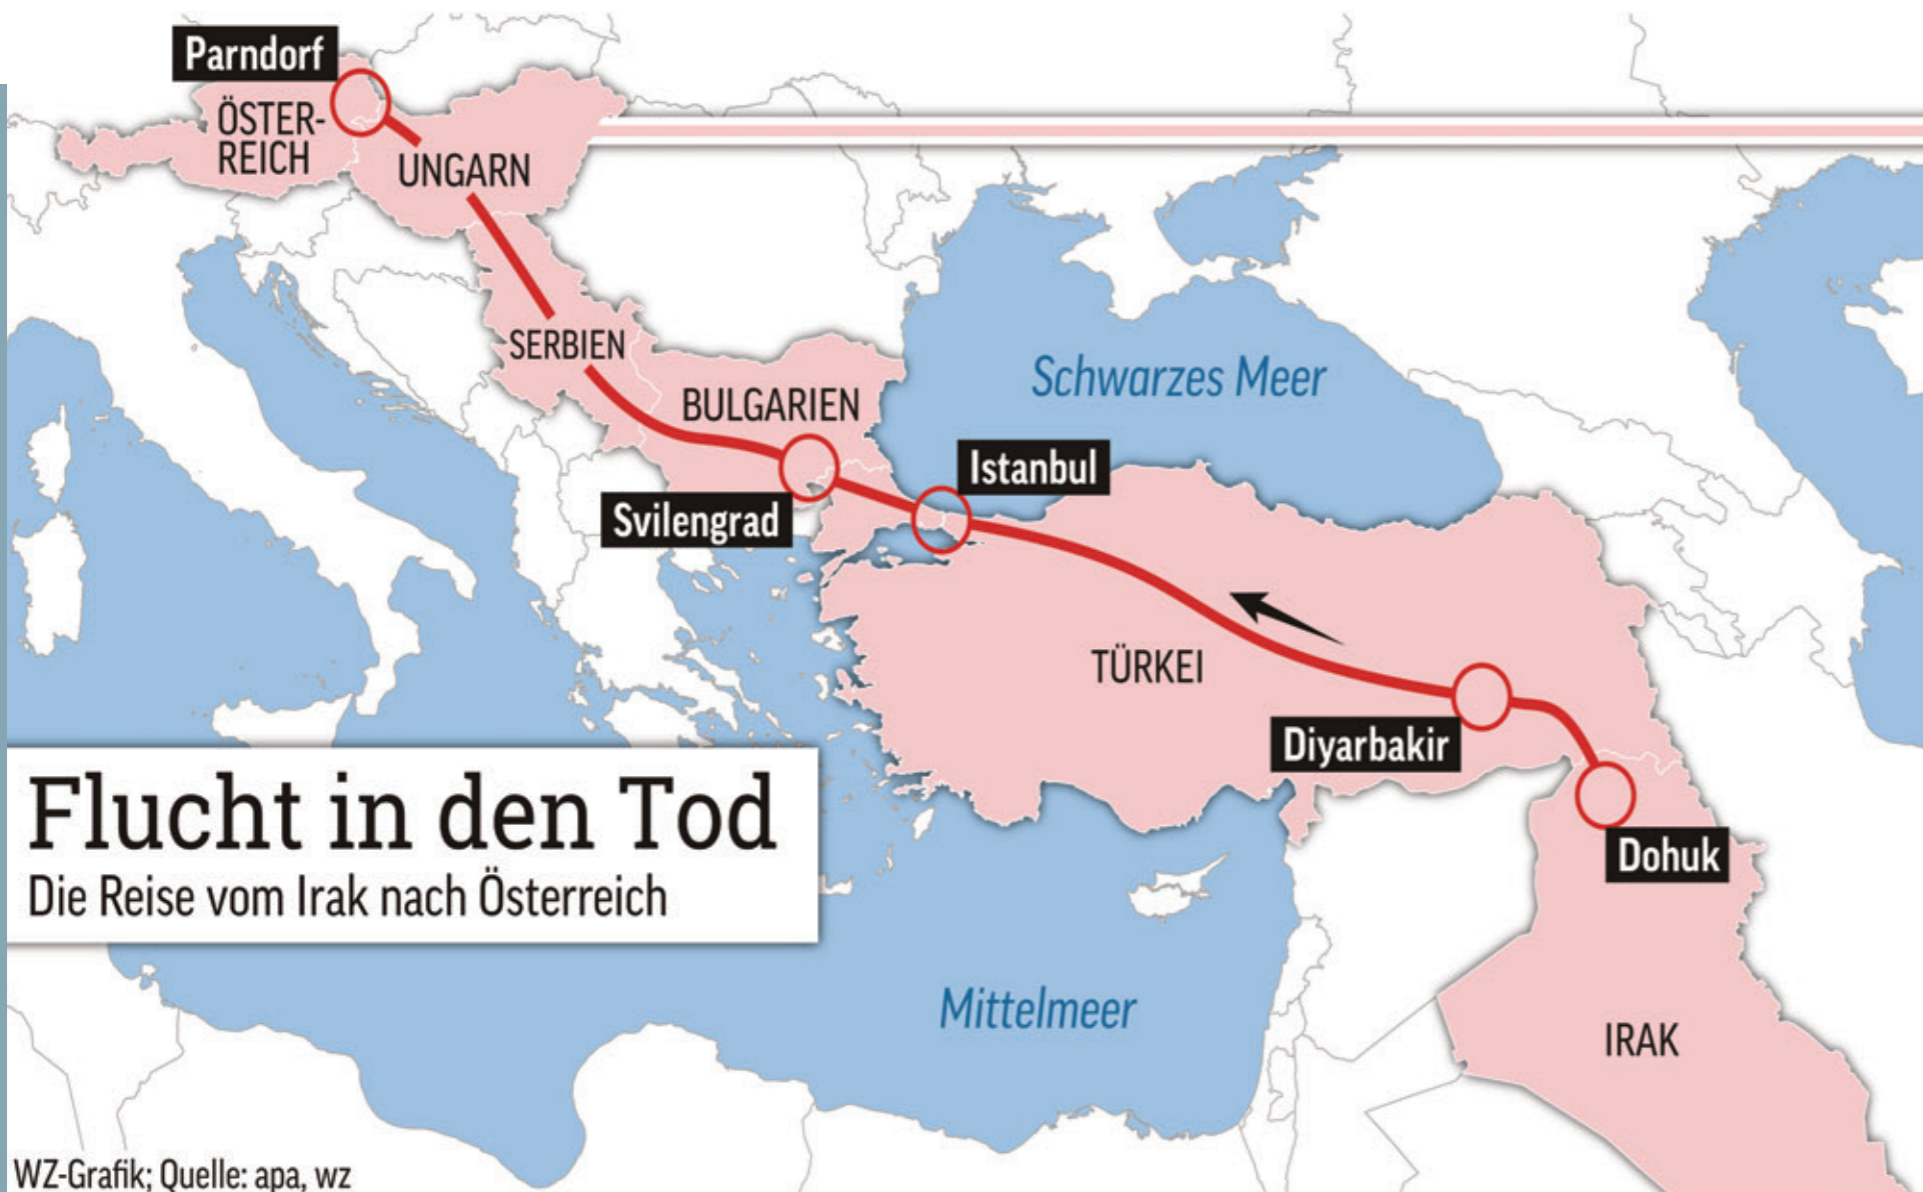 Parndorf
ÖSTER-
REICH
UNGARN
SERBIEN
BULGARIEN
Schwarzes Meer
Istanbul
Svilengrad
TÜRKEI
Diyarbakir
Dohuk
Flucht in den Tod
Die Reise vom Irak nach Österreich
Mittelmeer
IRAK
WZ-Grafik; Quelle: apa, wz